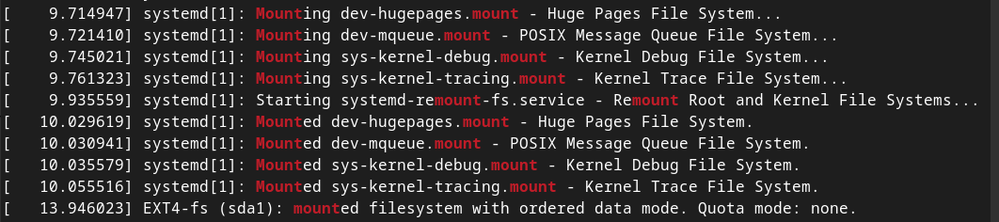 [    9.714947] systemd[1]: Mounting dev-hugepages.mount - Huge Pages File System...
[    9.721410] systemd[1]: Mounting dev-mqueue.mount - POSIX Message Queue File System...
[    9.745021] systemd[1]: Mounting sys-kernel-debug.mount - Kernel Debug File System...
[    9.761323] systemd[1]: Mounting sys-kernel-tracing.mount - Kernel Trace File System...
[    9.935559] systemd[1]: Starting systemd-remount-fs.service - Remount Root and Kernel File Systems...
[   10.029619] systemd[1]: Mounted dev-hugepages.mount - Huge Pages File System.
[   10.030941] systemd[1]: Mounted dev-mqueue.mount - POSIX Message Queue File System.
[   10.035579] systemd[1]: Mounted sys-kernel-debug.mount - Kernel Debug File System.
[   10.055516] systemd[1]: Mounted sys-kernel-tracing.mount - Kernel Trace File System.
[   13.946023] EXT4-fs (sda1): mounted filesystem with ordered data mode. Quota mode: none.